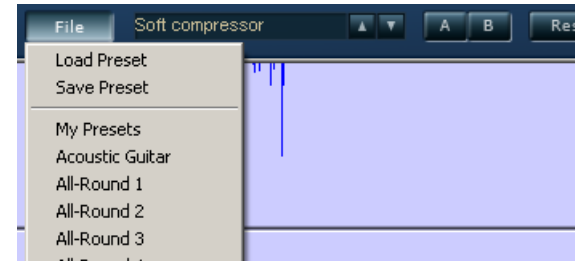 File Soft compressor A B Res
Load Preset
Save Preset
My Presets
Acoustic Guitar
All-Round 1
All-Round 2
All-Round 3